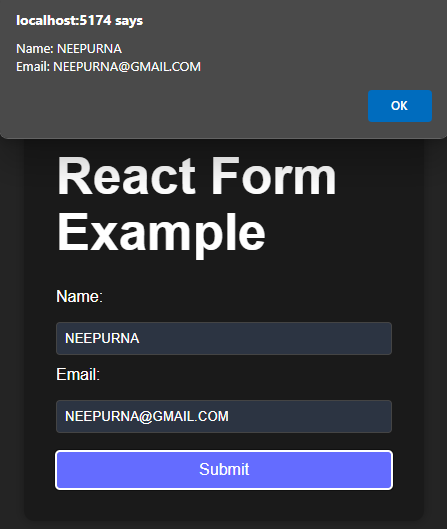 localhost:5174 says
Name: NEEPURNA
Email: NEEPURNA@GMAIL.COM
OK
React Form
Example
Name:
NEEPURNA
Email:
NEEPURNA@GMAIL.COM
Submit